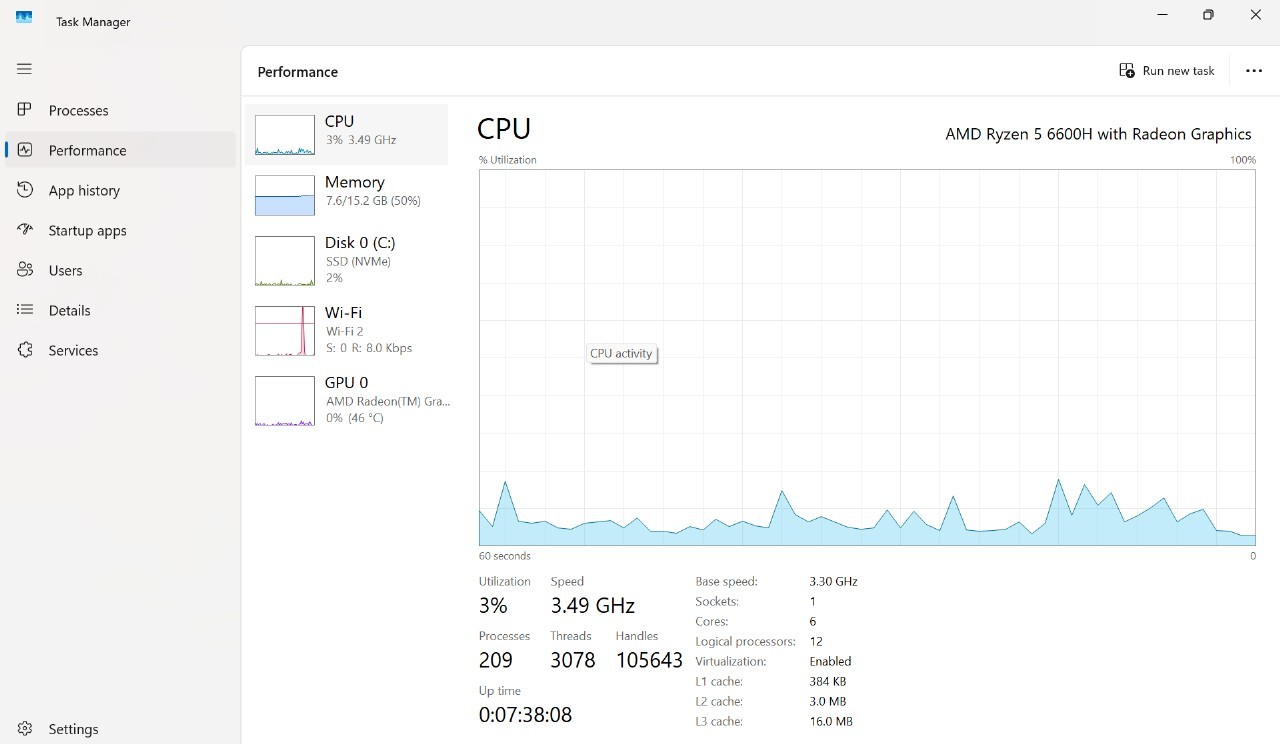 Task Manager
Processes
Performance
App history
Startup apps
Users
Details
Services
Settings
Performance
Run new task
CPU
3% 3.49 GHz
Memory
7.6/15.2 GB (50%)
Disk 0 (C:)
SSD (NVMe)
2%
Wi-Fi
Wi-Fi 2
S: 0 R: 8.0 Kbps
GPU 0
AMD Radeon(TM) Gra...
0% (46 °C)
CPU
AMD Ryzen 5 6600H with Radeon Graphics
% Utilization 100%
CPU activity
60 seconds 0
Utilization Speed
3% 3.49 GHz
Processes Threads Handles
209 3078 105643
Up time
0:07:38:08
Base speed: 3.30 GHz
Sockets: 1
Cores: 6
Logical processors: 12
Virtualization: Enabled
L1 cache: 384 KB
L2 cache: 3.0 MB
L3 cache: 16.0 MB